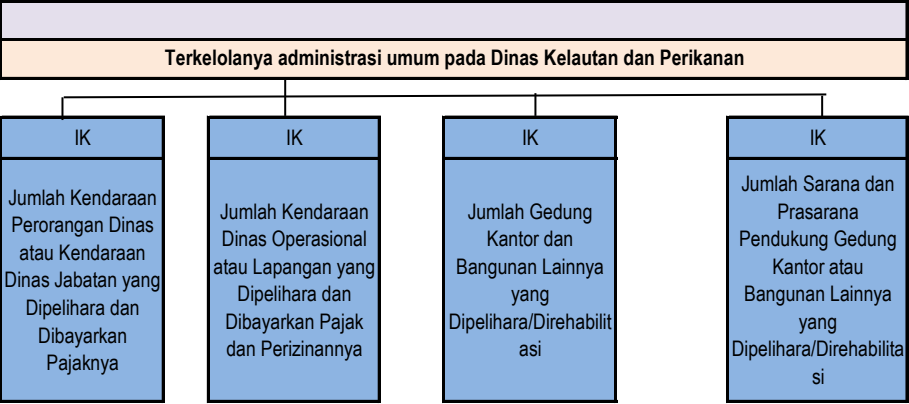 Terkelolanya administrasi umum pada Dinas Kelautan dan Perikanan
IK
Jumlah Kendaraan
Perorangan Dinas
atau Kendaraan
Dinas Jabatan yang
Dipelihara dan
Dibayarkan
Pajaknya
IK
Jumlah Kendaraan
Dinas Operasional
atau Lapangan yang
Dipelihara dan
Dibayarkan Pajak
dan Perizinannya
IK
Jumlah Gedung
Kantor dan
Bangunan Lainnya
yang
Dipelihara/Direhabilit
asi
IK
Jumlah Sarana dan
Prasarana
Pendukung Gedung
Kantor atau
Bangunan Lainnya
yang
Dipelihara/Direhabilita
si